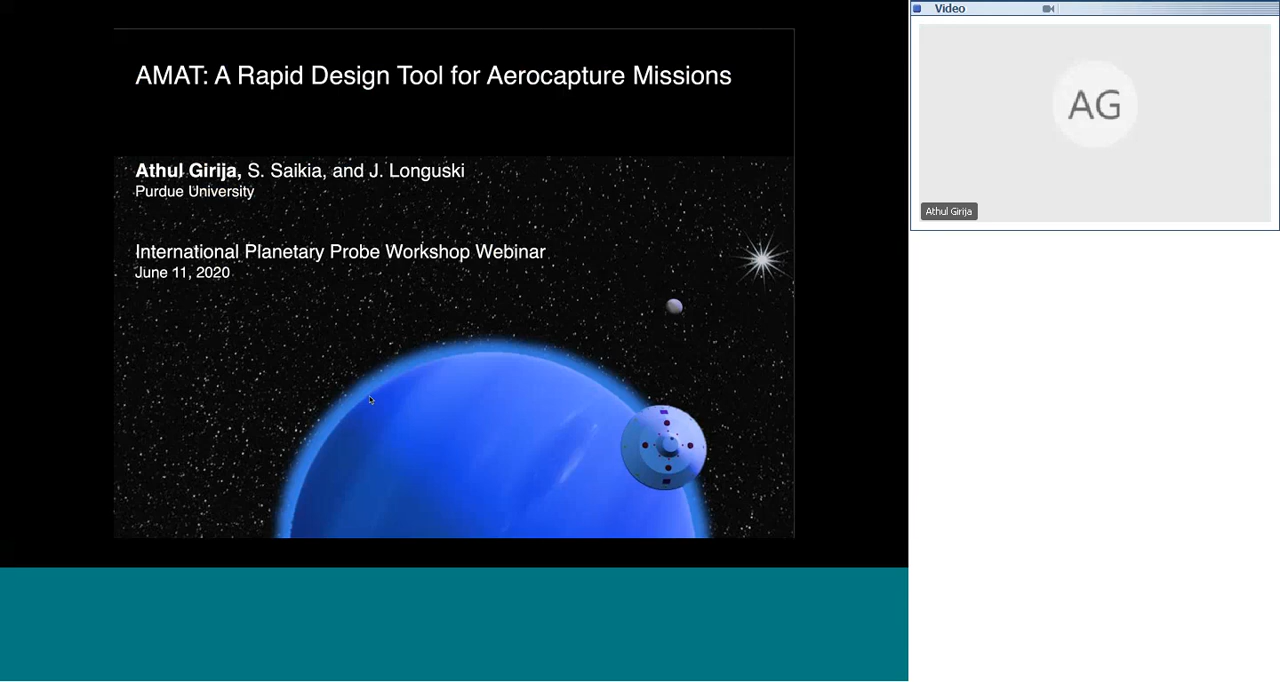 Video
AMAT: A Rapid Design Tool for Aerocapture Missions
Athul Girija, S. Saikia, and J. Longuski
Purdue University
International Planetary Probe Workshop Webinar
June 11, 2020
AG
Athul Girija